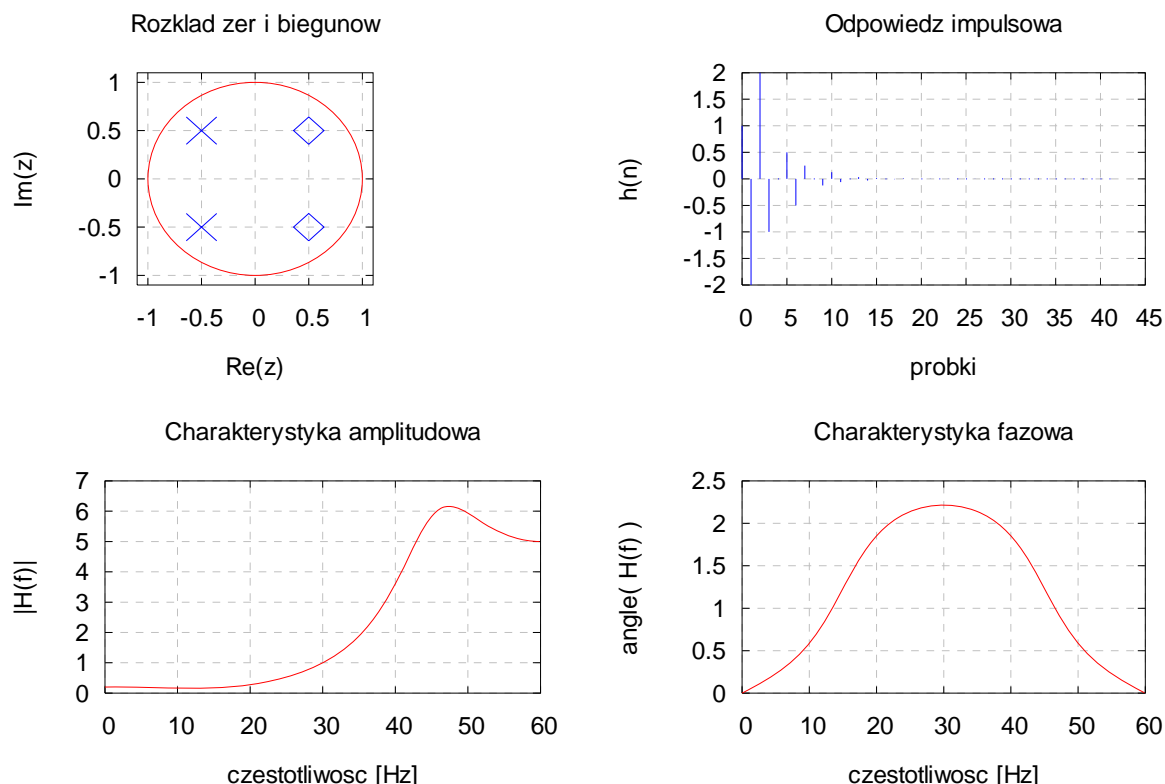 Rozklad zer i biegunow
Im(z)
1
0.5
0
-0.5
-1
-1 -0.5 0 0.5 1
Re(z)
Odpowiedz impulsowa
h(n)
2
1.5
1
0.5
0
-0.5
-1
-1.5
-2
0 5 10 15 20 25 30 35 40 45
probki
Charakterystyka amplitudowa
|H(f)|
7
6
5
4
3
2
1
0
0 10 20 30 40 50 60
czestotliwosc [Hz]
Charakterystyka fazowa
angle( H(f) )
2.5
2
1.5
1
0.5
0
0 10 20 30 40 50 60
czestotliwosc [Hz]